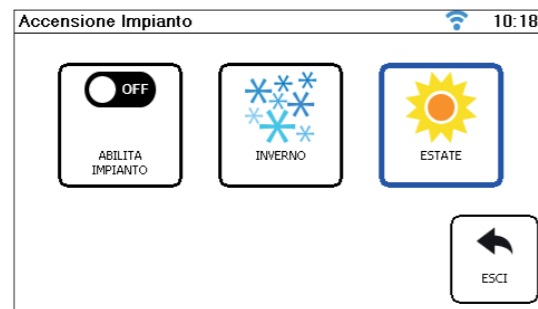 Accensione Impianto
10:18
OFF
ABILITA
IMPIANTO
INVERNO
ESTATE
ESCI